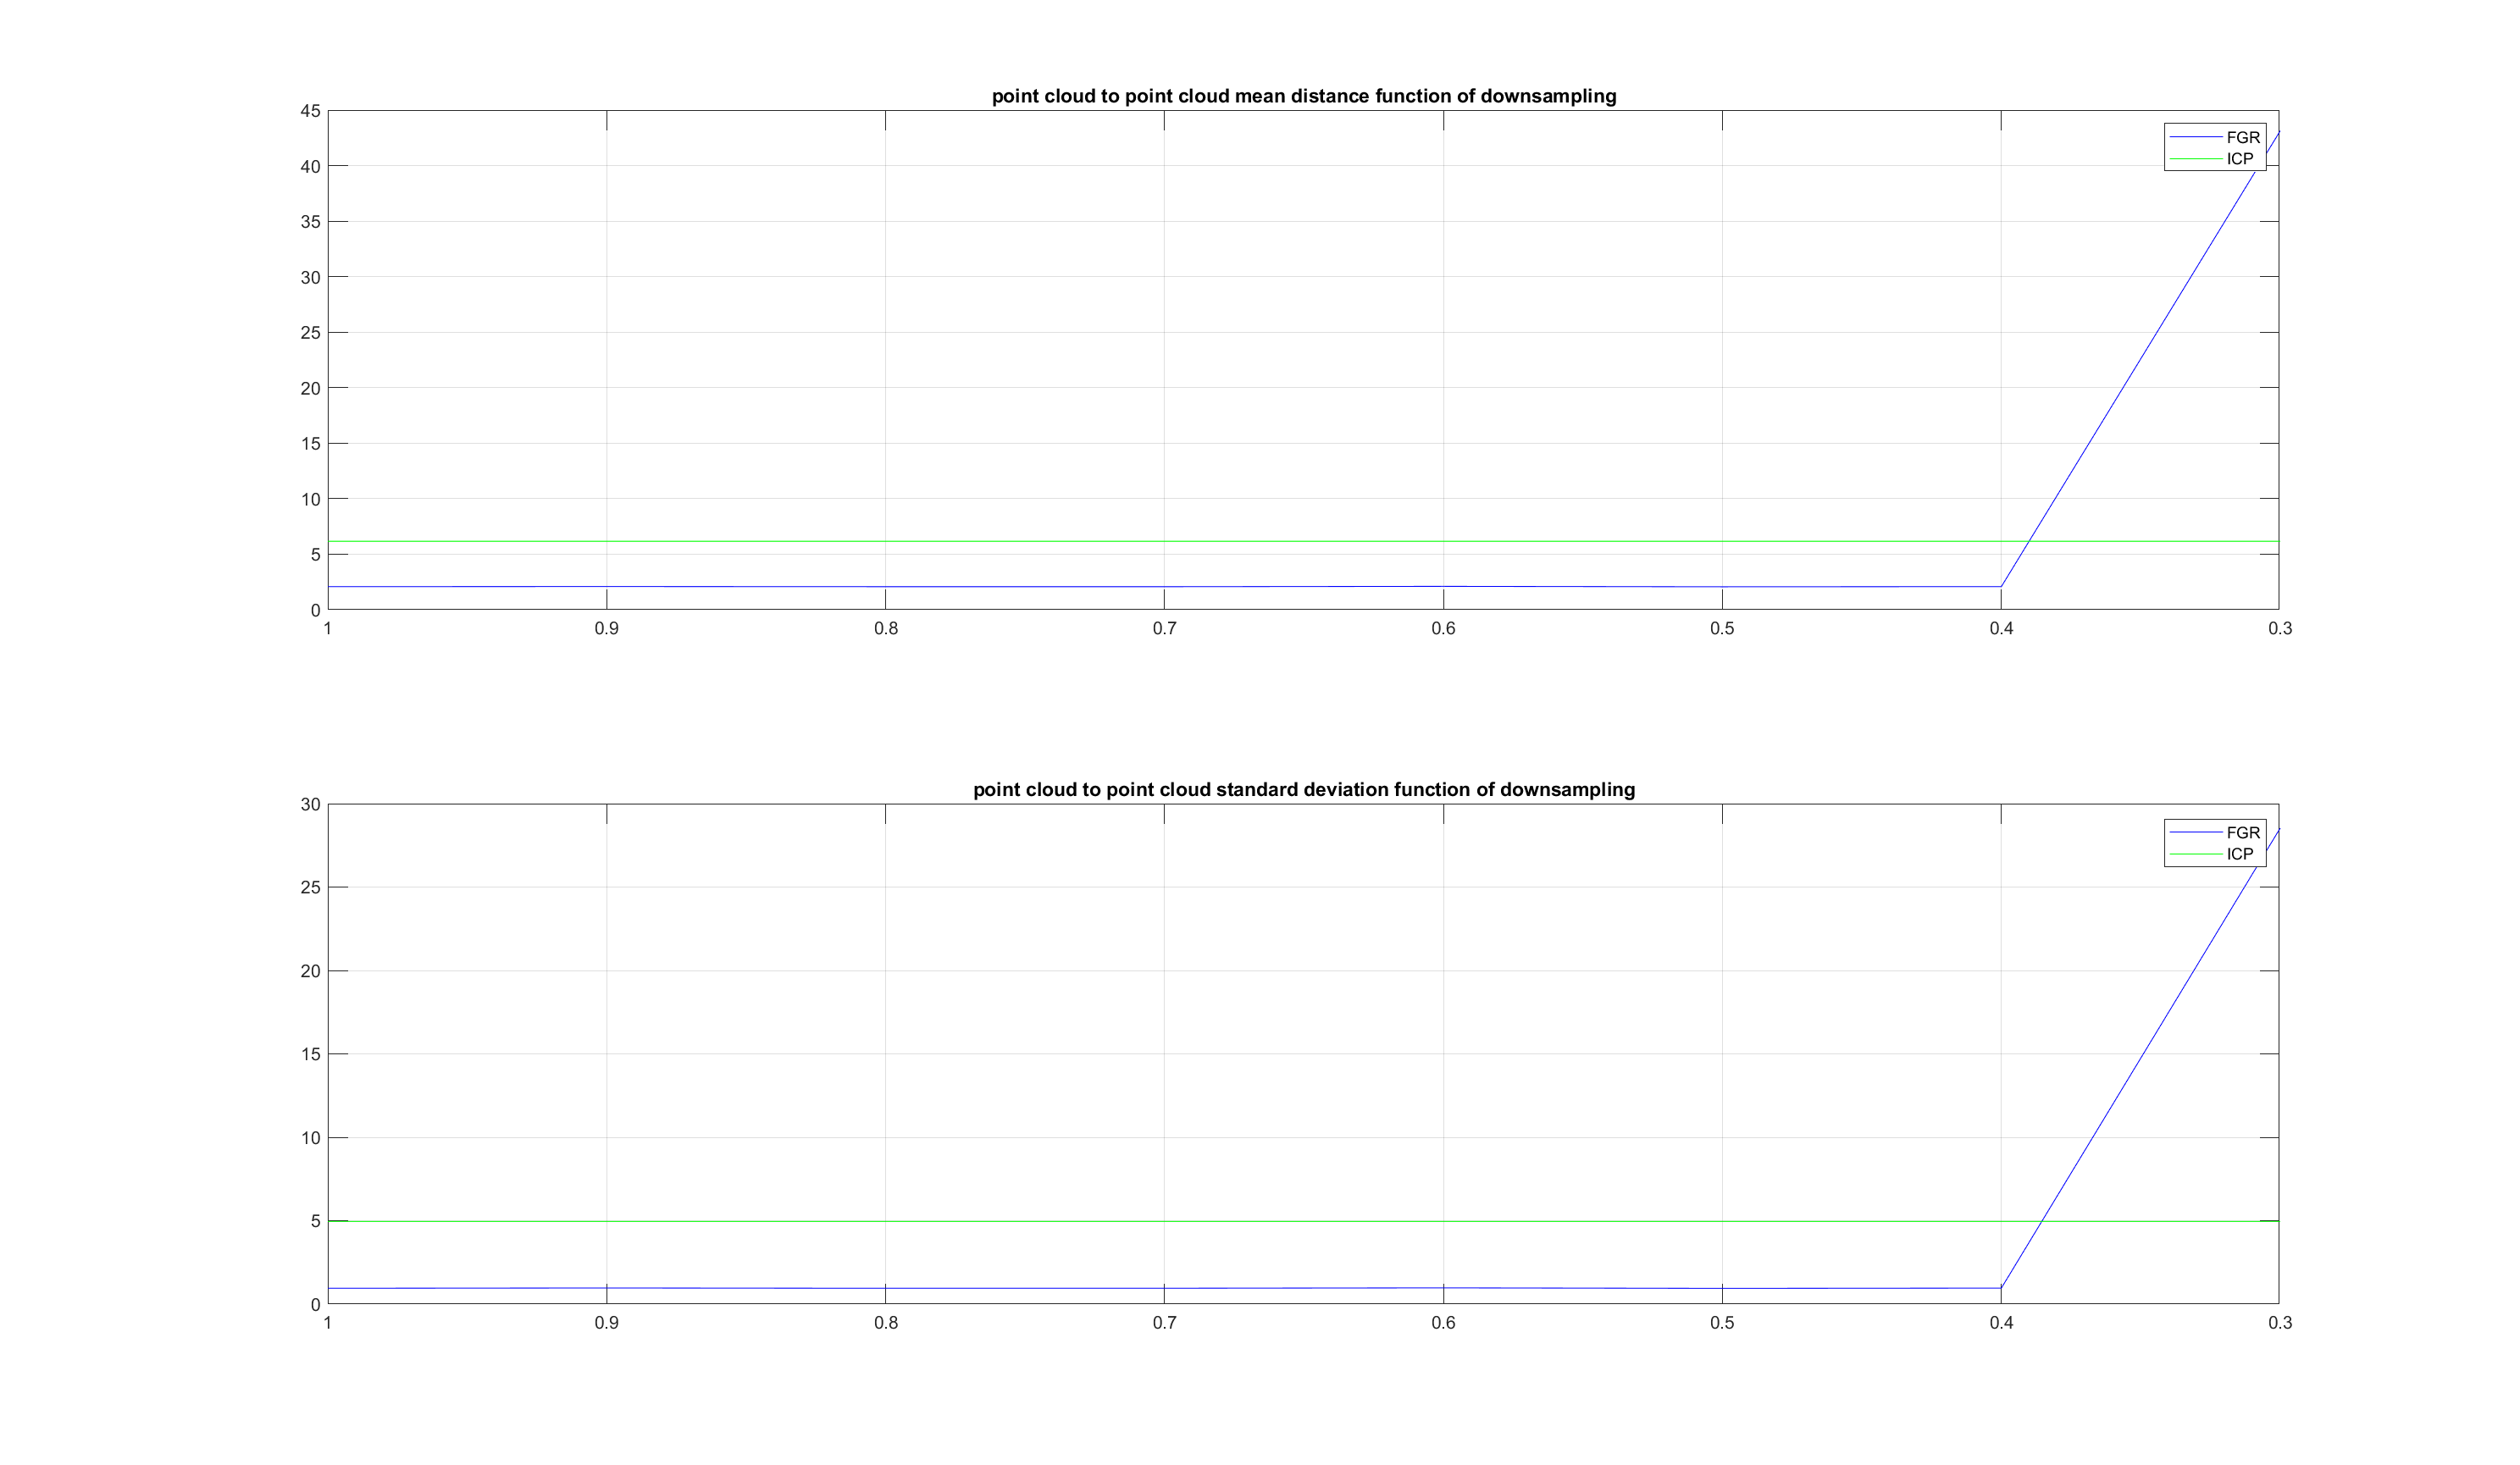 point cloud to point cloud mean distance function of downsampling
45
40
35
30
25
20
15
10
5
0
1 0.9 0.8 0.7 0.6 0.5 0.4 0.3
FGR
ICP
point cloud to point cloud standard deviation function of downsampling
30
25
20
15
10
5
0
1 0.9 0.8 0.7 0.6 0.5 0.4 0.3
FGR
ICP